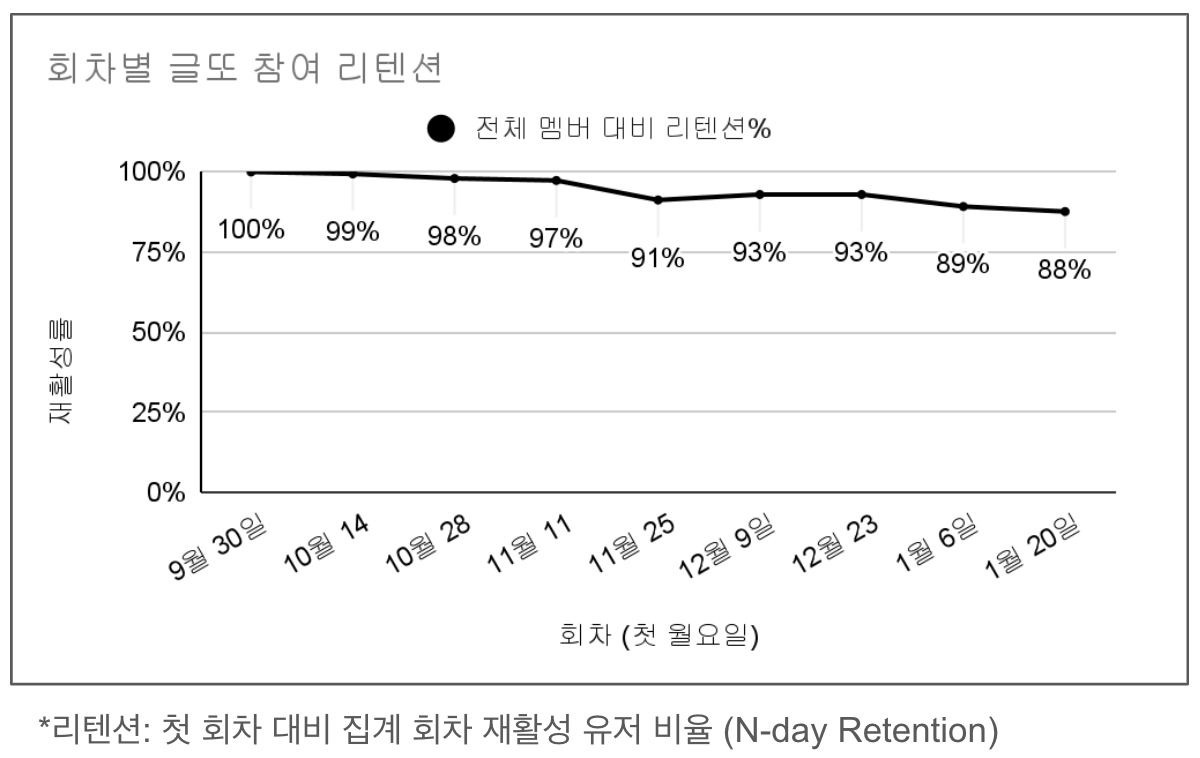 회차별 글또 참여 리텐션
전체 멤버 대비 리텐션%
100%
75%
50%
25%
0%
재활성률
100%
99%
98%
97%
91%
93%
93%
89%
88%
9월 30일
10월 14
10월 28
11월 11
11월 25
12월 9일
12월 23
1월 6일
1월 20일
회차 (첫 월요일)
*리텐션: 첫 회차 대비 집계 회차 재활성 유저 비율 (N-day Retention)